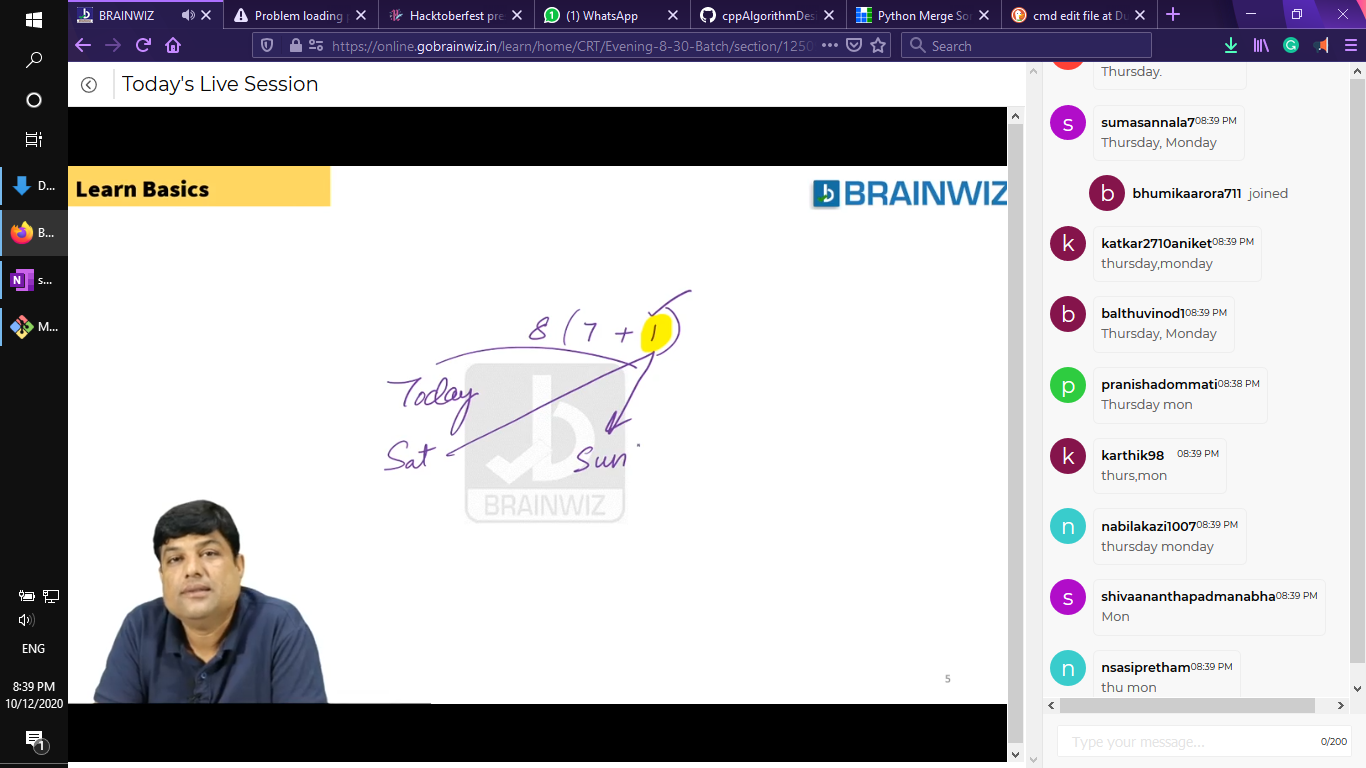 BRAINWIZ
Problem loading p
Hacktoberfest pre
(1) WhatsApp
cppAlgorithmDes
Python Merge Sor
cmd edit file at Du
https://online.gobrainwiz.in/learn/home/CRT/Evening-8-30-Batch/section/1250
Search
Today's Live Session
D...
B...
s...
M...
ENG
8:39 PM
10/12/2020
1
Learn Basics
BRAINWIZ
8 ( 7 + 1 )
Today
Sat
Sun
BRAINWIZ
5
Thursday.
s
sumasannala7 08:39 PM
Thursday, Monday
b
bhumikaarora711 joined
k
katkar2710aniket 08:39 PM
thursday,monday
b
balthuvinod1 08:39 PM
Thursday, Monday
p
pranishadommati 08:38 PM
Thursday mon
k
karthik98 08:39 PM
thurs,mon
n
nabilakazi1007 08:39 PM
thursday monday
s
shivaananthapadmanabha 08:39 PM
Mon
n
nsasipretham 08:39 PM
thu mon
Type your message...
0/200